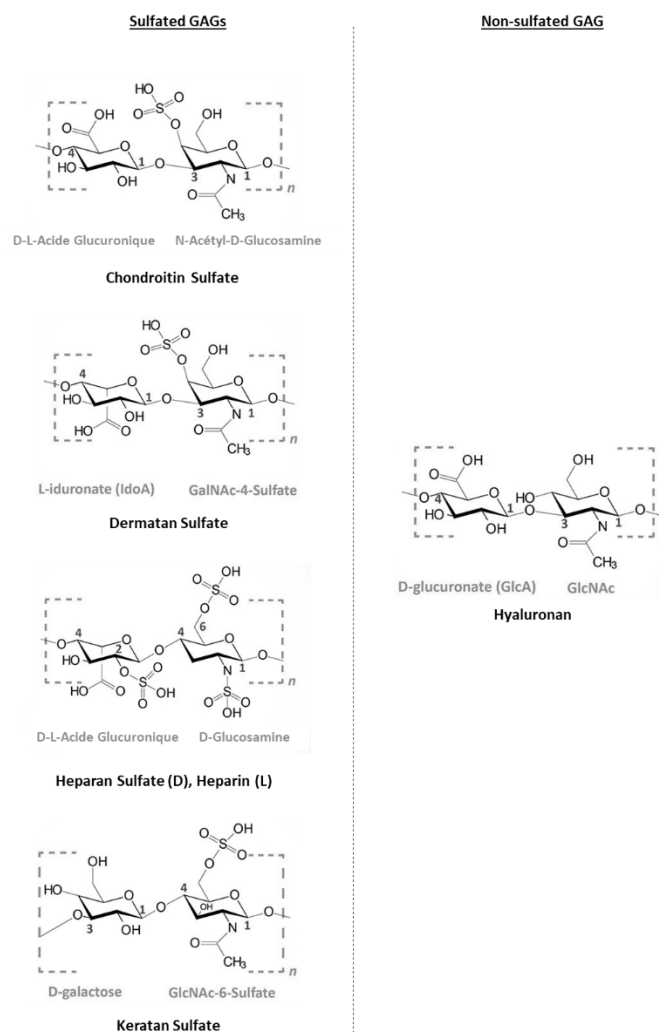 Sulfated GAGs
Non-sulfated GAG
HO
O
S
O
OH
O
OH
O
O
O
4
O
O
HO
1
O
1
O
OH
3
N
n
O
CH₃
D-L-Acide Glucuronique
N-Acétyl-D-Glucosamine
Chondroitin Sulfate
HO
O
S
O
OH
4
O
O
O
O
HO
1
O
1
O
OH
3
N
HO
O
O
n
CH₃
L-iduronate (IdoA)
GalNAc-4-Sulfate
Dermatan Sulfate
OH
O
OH
OH
O
O
4
O
HO
O
HO
1
O
1
O
OH
3
N
n
O
CH₃
D-glucuronate (GlcA)
GlcNAc
Hyaluronan
OH
O
S
O
O
6
4
4
O
O
O
O
2
HO
O
1
O
O
O
N
S
OH
HO
O
O
O
S
O
n
OH
D-L-Acide Glucuronique
D-Glucosamine
Heparan Sulfate (D), Heparin (L)
O
OH
S
O
O
OH
4
HO
O
O
O
OH
1
O
1
O
3
OH
N
O
CH₃
n
D-galactose
GlcNAc-6-Sulfate
Keratan Sulfate